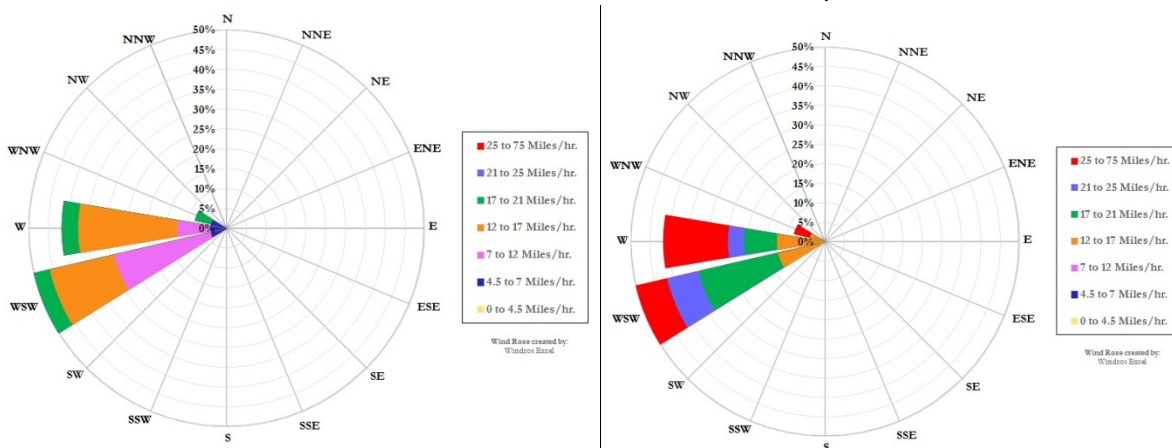 N
50%
NNW
NNE
45%
40%
NW
NE
35%
30%
25%
WNW
ENE
20%
15%
10%
5%
0%
W
E
WSW
ESE
SW
SE
SSW
SSE
S
25 to 75 Miles/hr.
21 to 25 Miles/hr.
17 to 21 Miles/hr.
12 to 17 Miles/hr.
7 to 12 Miles/hr.
4.5 to 7 Miles/hr.
0 to 4.5 Miles/hr.
Wind Rose created by:
Windros Excel
N
50%
NNW
NNE
45%
40%
NW
NE
35%
30%
25%
WNW
ENE
20%
15%
10%
5%
0%
W
E
WSW
ESE
SW
SE
SSW
SSE
S
25 to 75 Miles/hr.
21 to 25 Miles/hr.
17 to 21 Miles/hr.
12 to 17 Miles/hr.
7 to 12 Miles/hr.
4.5 to 7 Miles/hr.
0 to 4.5 Miles/hr.
Wind Rose created by:
Windros Excel